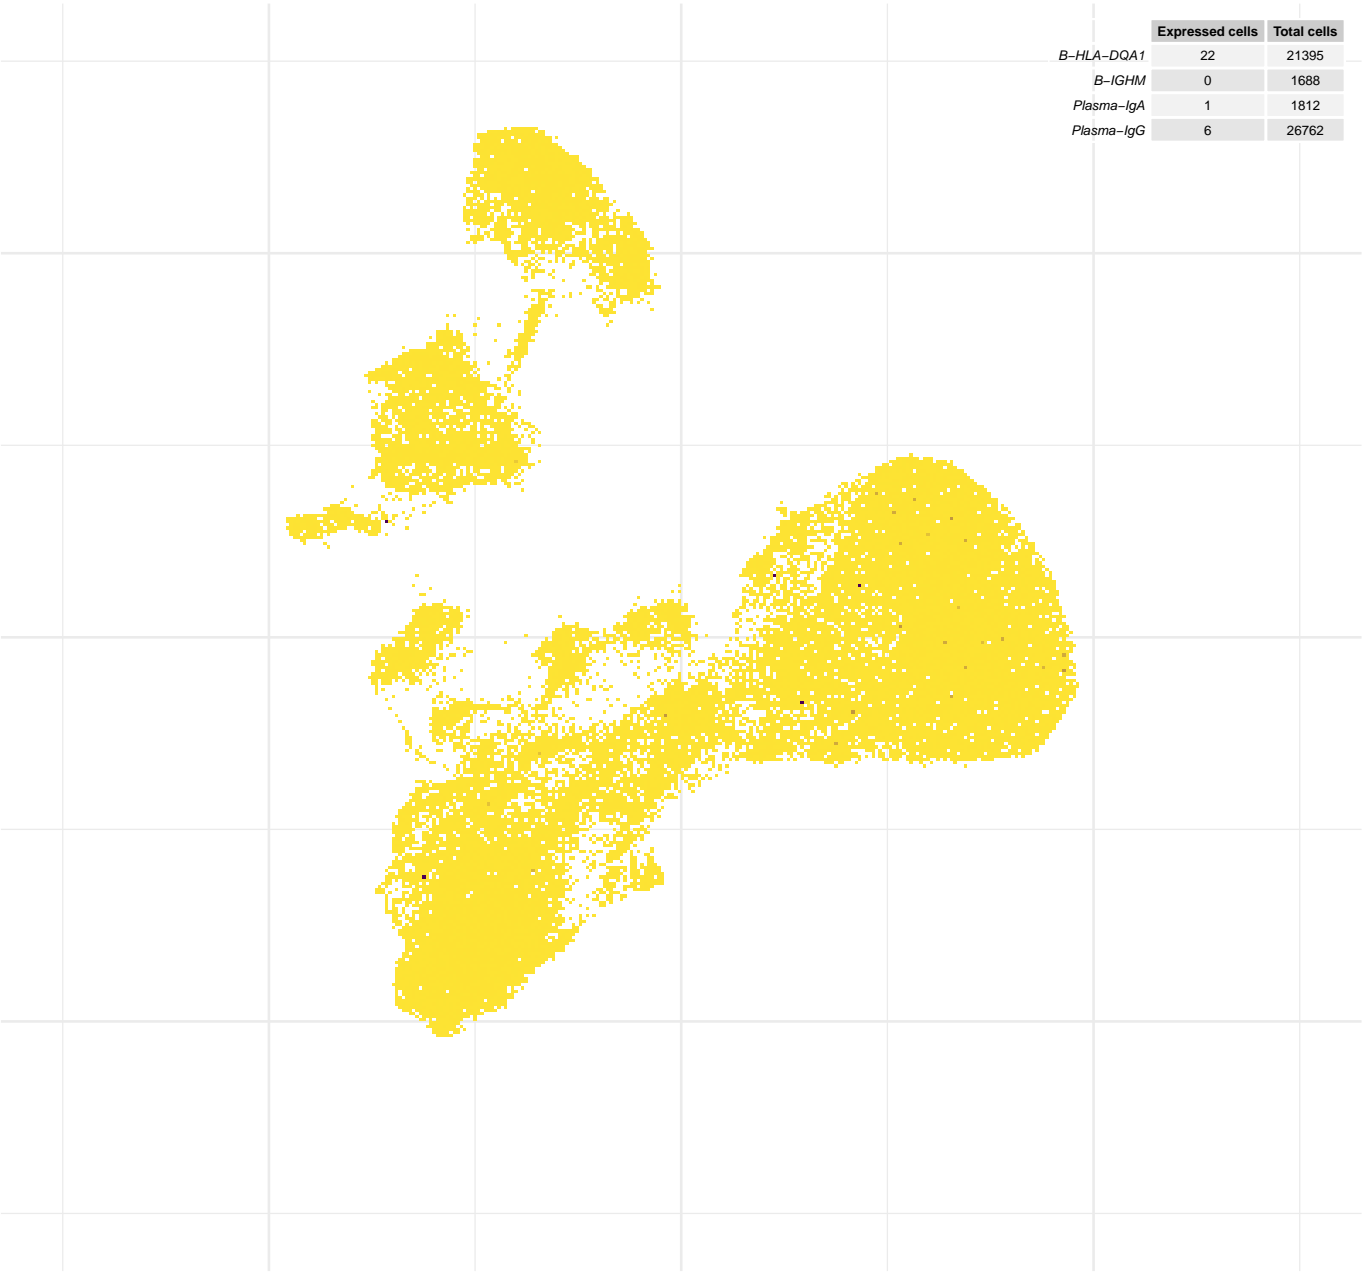 Expressed cells Total cells
B−HLA−DQA1 22 21395
B−IGHM 0 1688
Plasma−IgA 1 1812
Plasma−IgG 6 26762